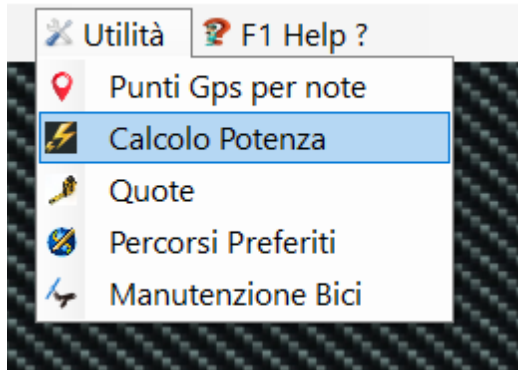 Utilità F1 Help ?
Punti Gps per note
Calcolo Potenza
Quote
Percorsi Preferiti
Manutenzione Bici